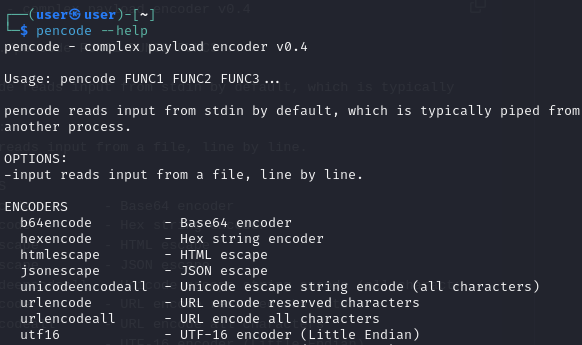 ┌──(user㉿user)-[~]
└─$ pencode --help
pencode - complex payload encoder v0.4

Usage: pencode FUNC1 FUNC2 FUNC3...

pencode reads input from stdin by default, which is typically piped from
another process.

OPTIONS:
-input reads input from a file, line by line.

ENCODERS
  b64encode         - Base64 encoder
  hexencode         - Hex string encoder
  htmlescape        - HTML escape
  jsonescape        - JSON escape
  unicodeencodeall  - Unicode escape string encode (all characters)
  urlencode         - URL encode reserved characters
  urlencodeall      - URL encode all characters
  utf16             - UTF-16 encoder (Little Endian)